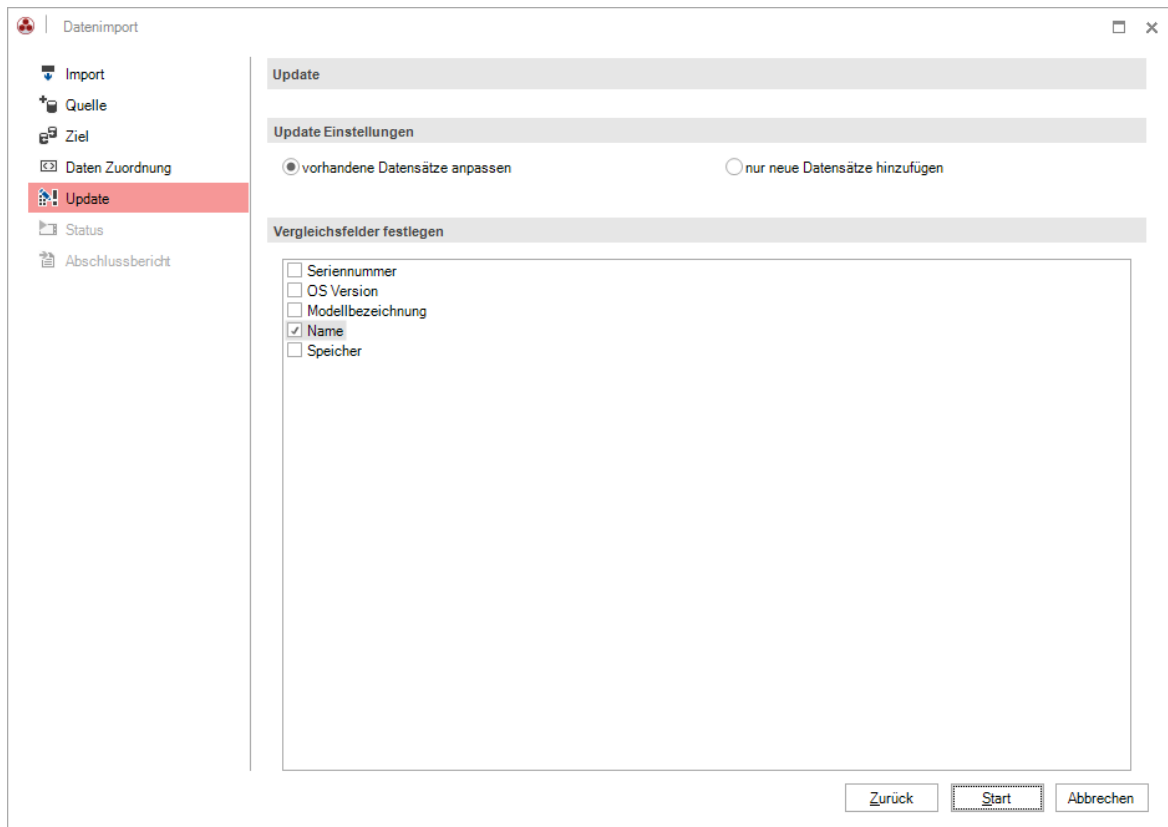 Datenimport
Import
Quelle
Ziel
Daten Zuordnung
Update
Status
Abschlussbericht
Update
Update Einstellungen
vorhandene Datensätze anpassen nur neue Datensätze hinzufügen
Vergleichsfelder festlegen
Seriennummer
OS Version
Modellbezeichnung
Name
Speicher
Zurück Start Abbrechen